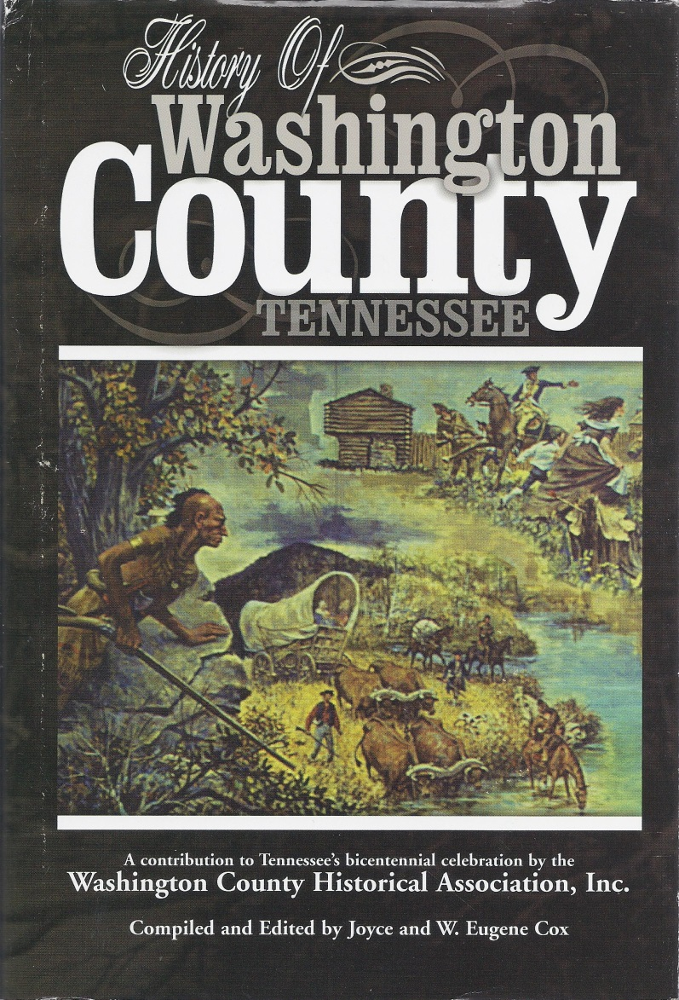 History Of
Washington
County
TENNESSEE
A contribution to Tennessee's bicentennial celebration by the
Washington County Historical Association, Inc.
Compiled and Edited by Joyce and W. Eugene Cox